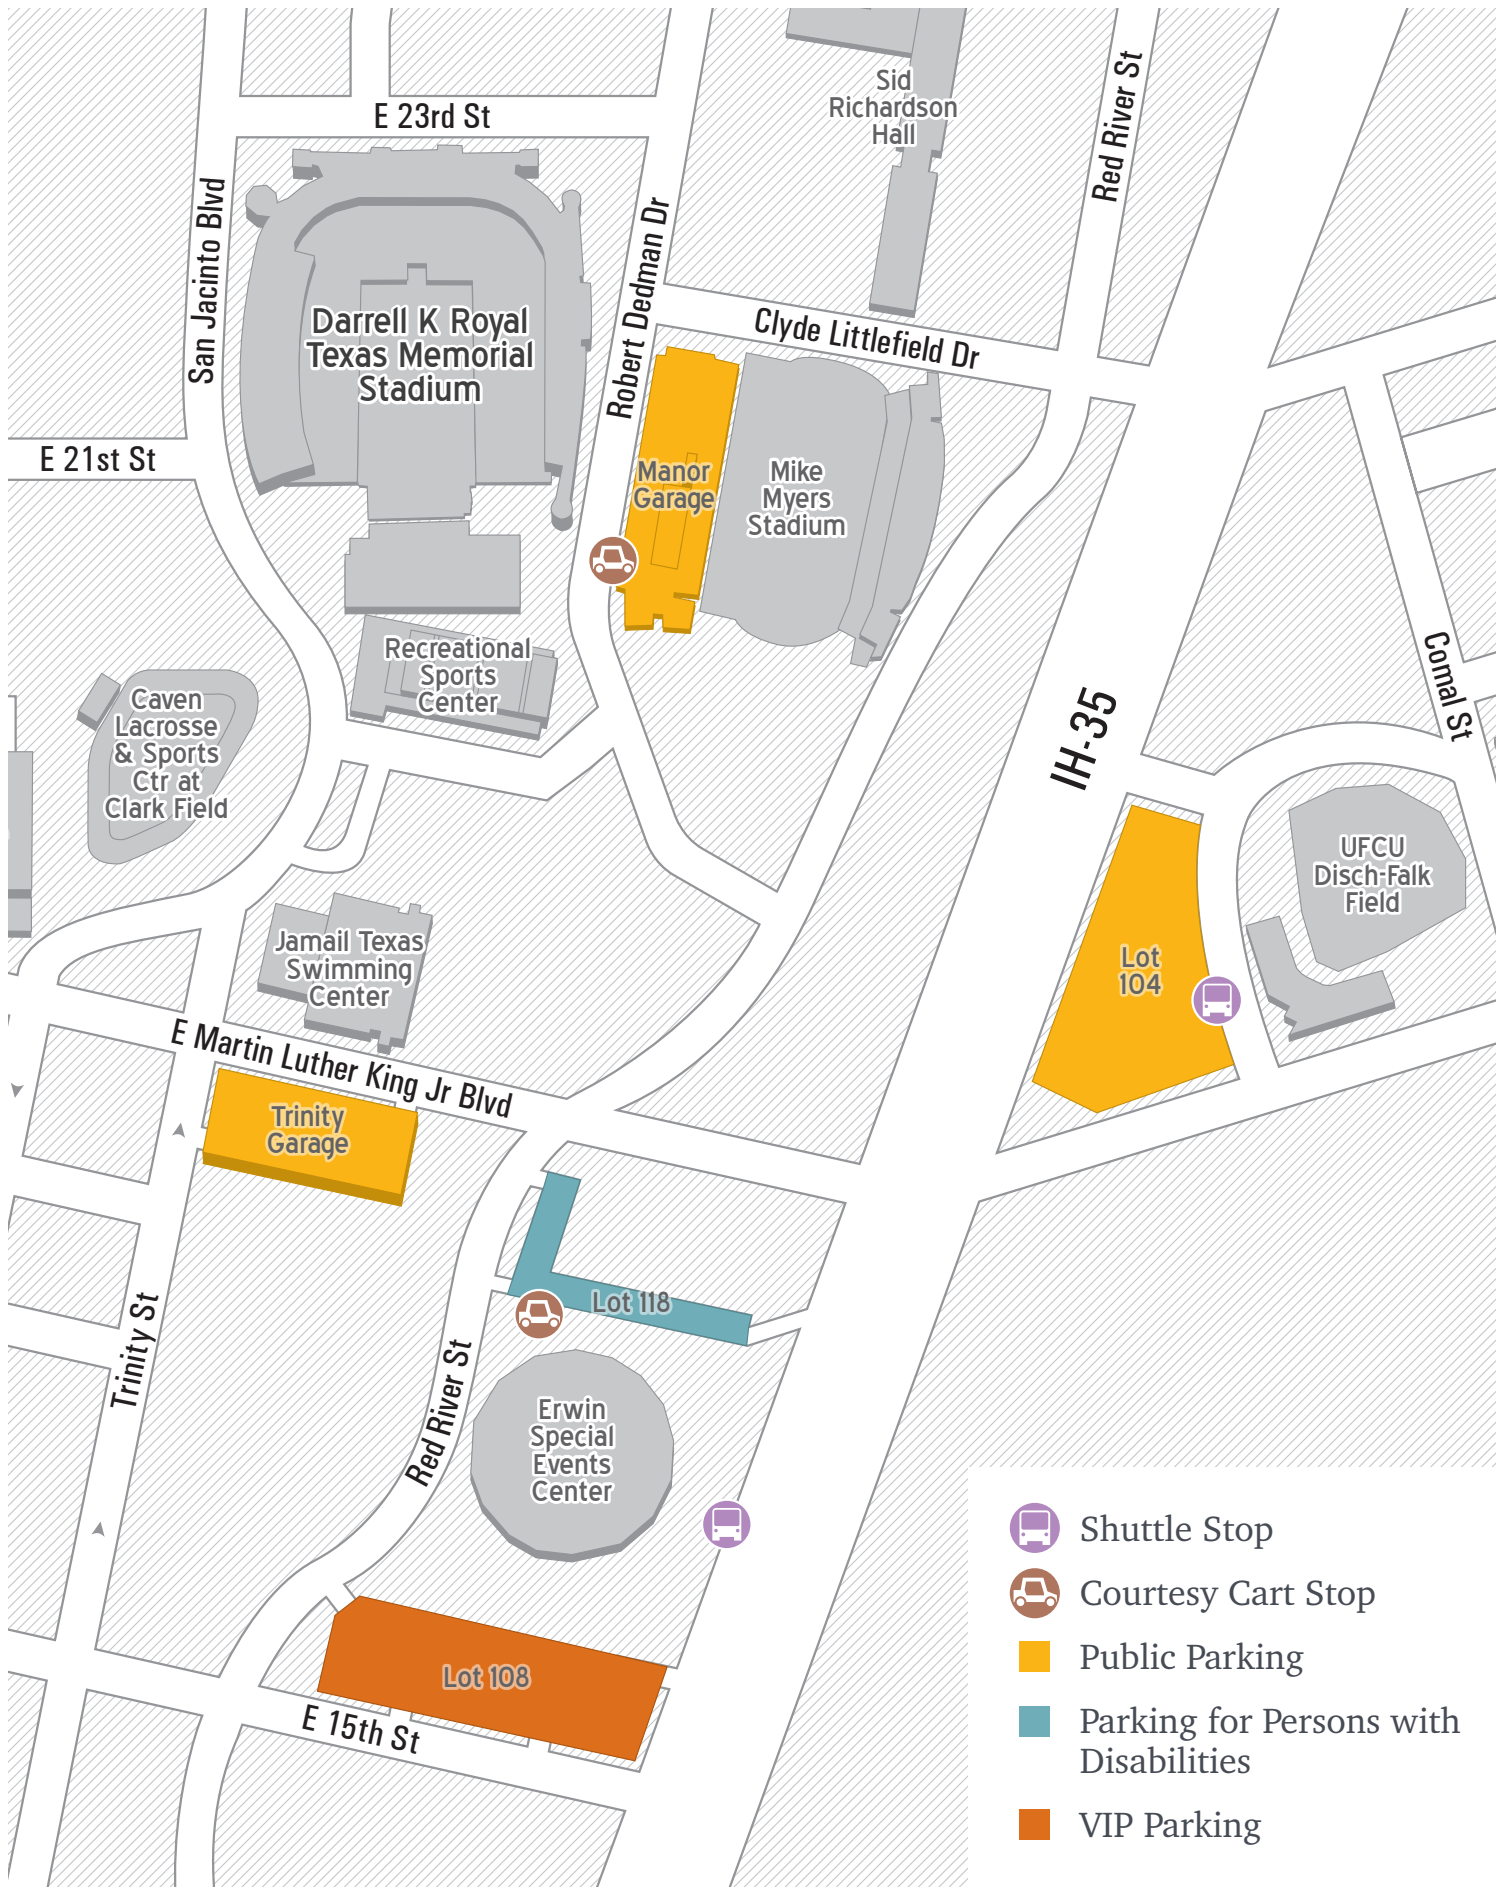 Sid
Richardson
Hall
Red River St
E 23rd St
San Jacinto Blvd
Robert Dedman Dr
Darrell K Royal
Texas Memorial
Stadium
Clyde Littlefield Dr
E 21st St
Manor
Garage
Mike
Myers
Stadium
Recreational
Sports
Center
Comal St
Caven
Lacrosse
& Sports
Ctr at
Clark Field
IH-35
UFCU
Disch-Falk
Field
Jamail Texas
Swimming
Center
Lot
104
E Martin Luther King Jr Blvd
Trinity
Garage
Lot 118
Trinity St
Red River St
Erwin
Special
Events
Center
Lot 108
E 15th St
Shuttle Stop
Courtesy Cart Stop
Public Parking
Parking for Persons with
Disabilities
VIP Parking